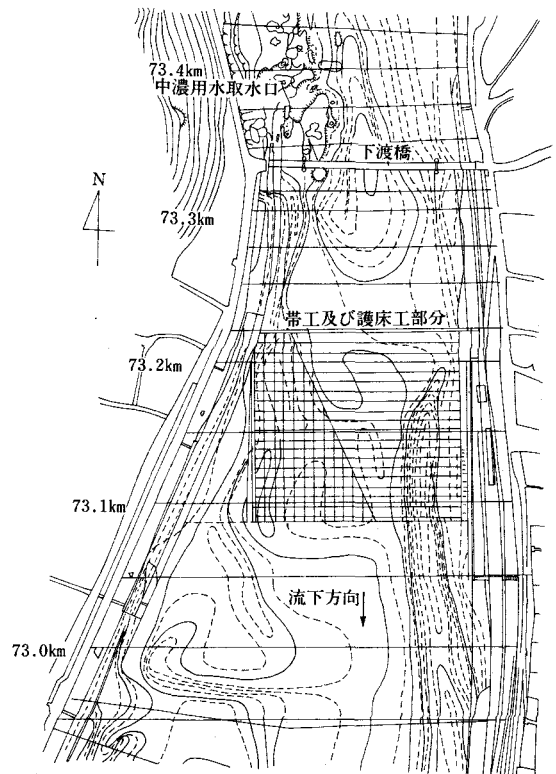 73.4km
中濃用水取水口
下渡橋
N
73.3km
帯工及び護床工部分
73.2km
73.1km
流下方向
73.0km